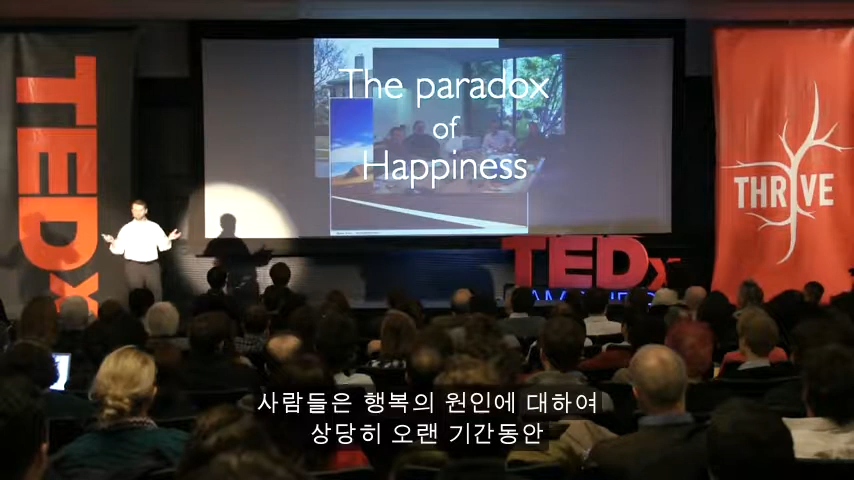 TEDx
The paradox
of
Happiness
THRIVE
TEDx
사람들은 행복의 원인에 대하여
상당히 오랜 기간동안